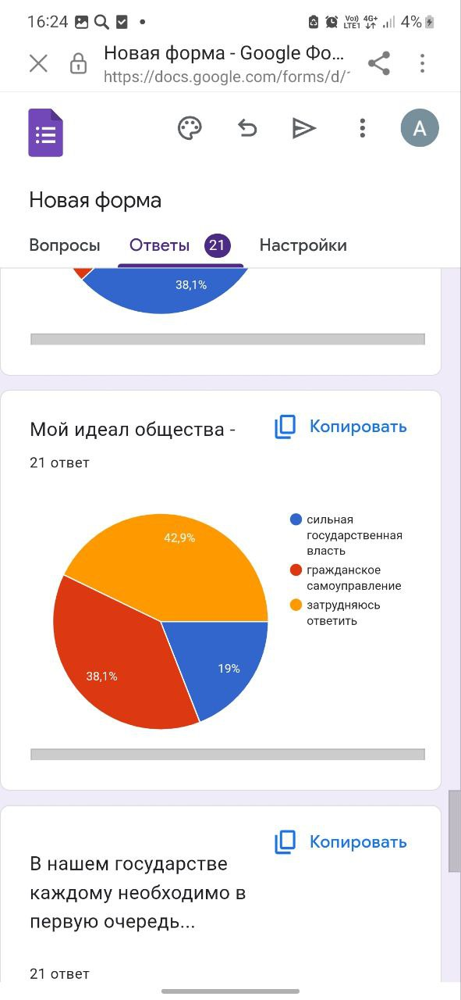 16:24
Vo)) LTE1 4G+ 4%
Новая форма - Google Фо...
https://docs.google.com/forms/d/
A
Новая форма
Вопросы Ответы 21 Настройки
38,1%
Мой идеал общества -
Копировать
21 ответ
42,9%
38,1%
19%
сильная
государственная
власть
гражданское
самоуправление
затрудняюсь
ответить
Копировать
В нашем государстве
каждому необходимо в
первую очередь...
21 ответ